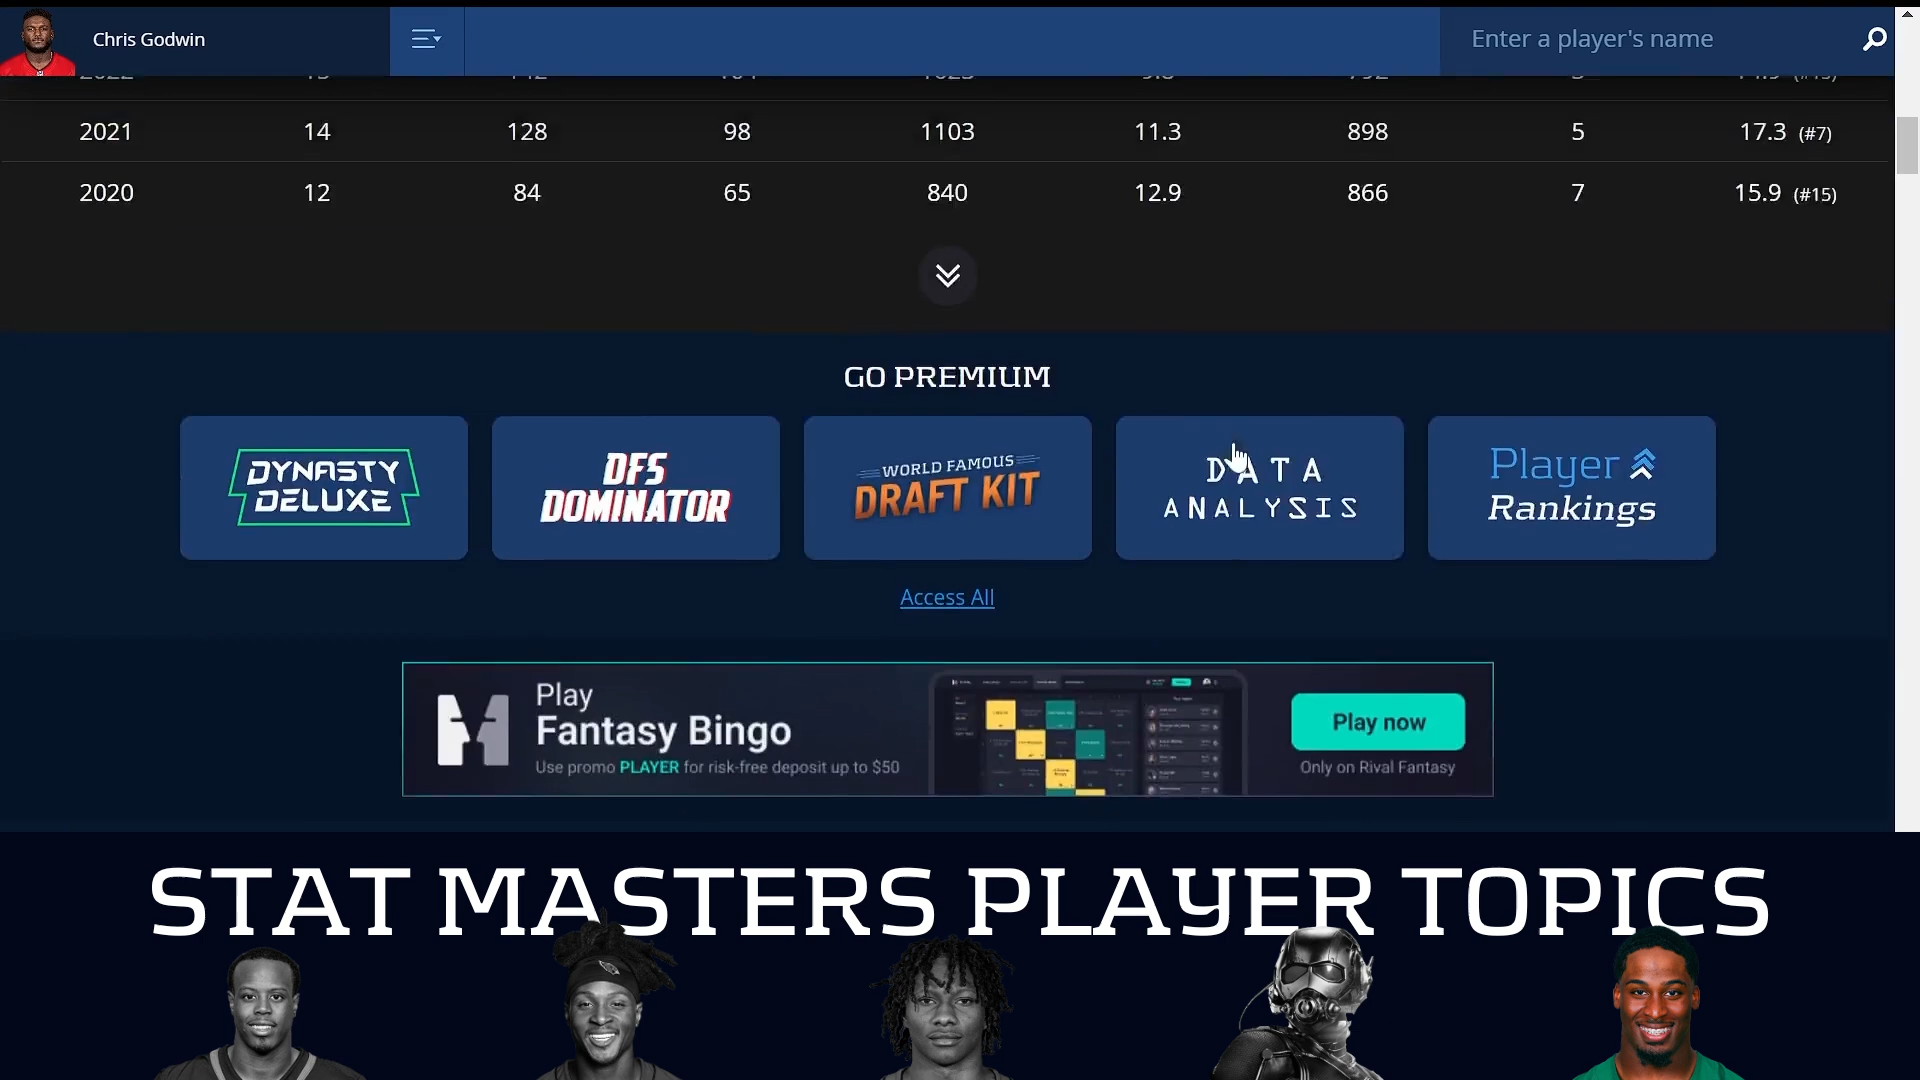 Chris Godwin
Enter a player's name
2021 14 128 98 1103 11.3 898 5 17.3 (#7)
2020 12 84 65 840 12.9 866 7 15.9 (#15)
GO PREMIUM
DYNASTY
DELUXE
DFS
DOMINATOR
WORLD FAMOUS
DRAFT KIT
DATA
ANALYSIS
Player
Rankings
Access All
Play
Fantasy Bingo
Use promo PLAYER for risk-free deposit up to $50
Play now
Only on Rival Fantasy
STAT MASTERS PLAYER TOPICS